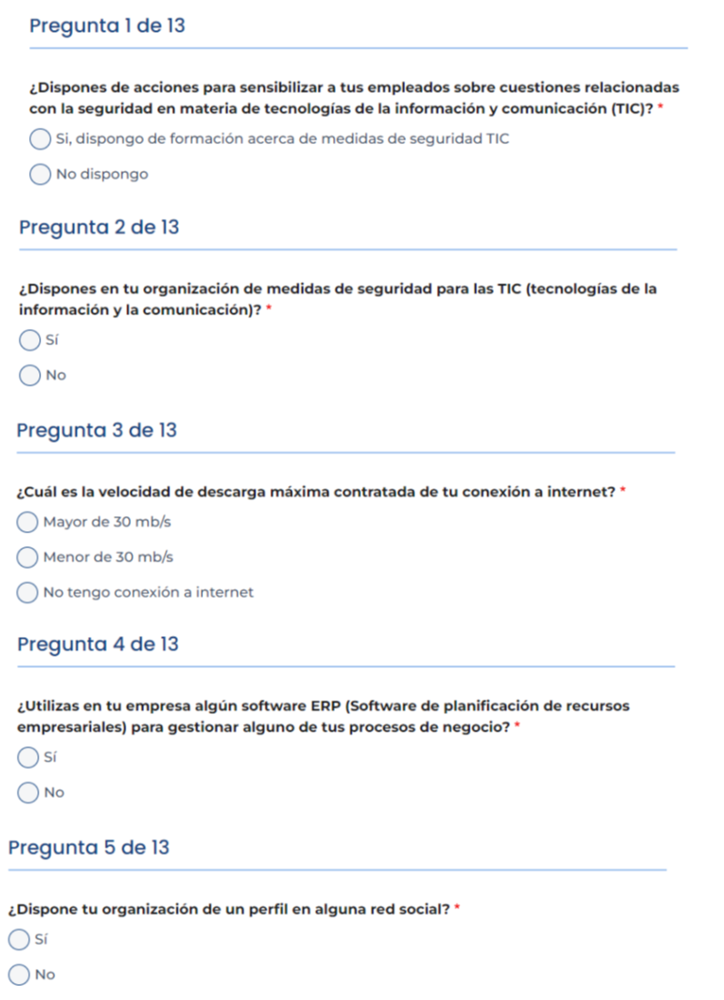 Pregunta 1 de 13
¿Dispones de acciones para sensibilizar a tus empleados sobre cuestiones relacionadas
con la seguridad en materia de tecnologías de la información y comunicación (TIC)? *
Si, dispongo de formación acerca de medidas de seguridad TIC
No dispongo
Pregunta 2 de 13
¿Dispones en tu organización de medidas de seguridad para las TIC (tecnologías de la
información y la comunicación)? *
Sí
No
Pregunta 3 de 13
¿Cuál es la velocidad de descarga máxima contratada de tu conexión a internet? *
Mayor de 30 mb/s
Menor de 30 mb/s
No tengo conexión a internet
Pregunta 4 de 13
¿Utilizas en tu empresa algún software ERP (Software de planificación de recursos
empresariales) para gestionar alguno de tus procesos de negocio? *
Sí
No
Pregunta 5 de 13
¿Dispone tu organización de un perfil en alguna red social? *
Sí
No